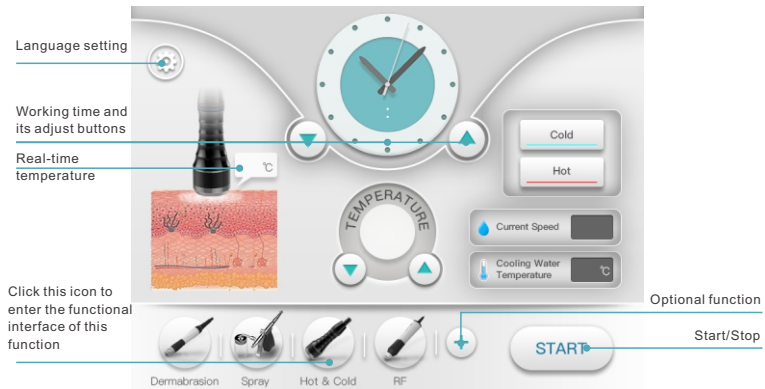 Language setting
Working time and
its adjust buttons
Real-time
temperature
℃
TEMPERATURE
Cold
Hot
Current Speed
Cooling Water
Temperature
℃
Click this icon to
enter the functional
interface of this
function
Optional function
Start/Stop
START
Dermabrasion
Spray
Hot & Cold
RF